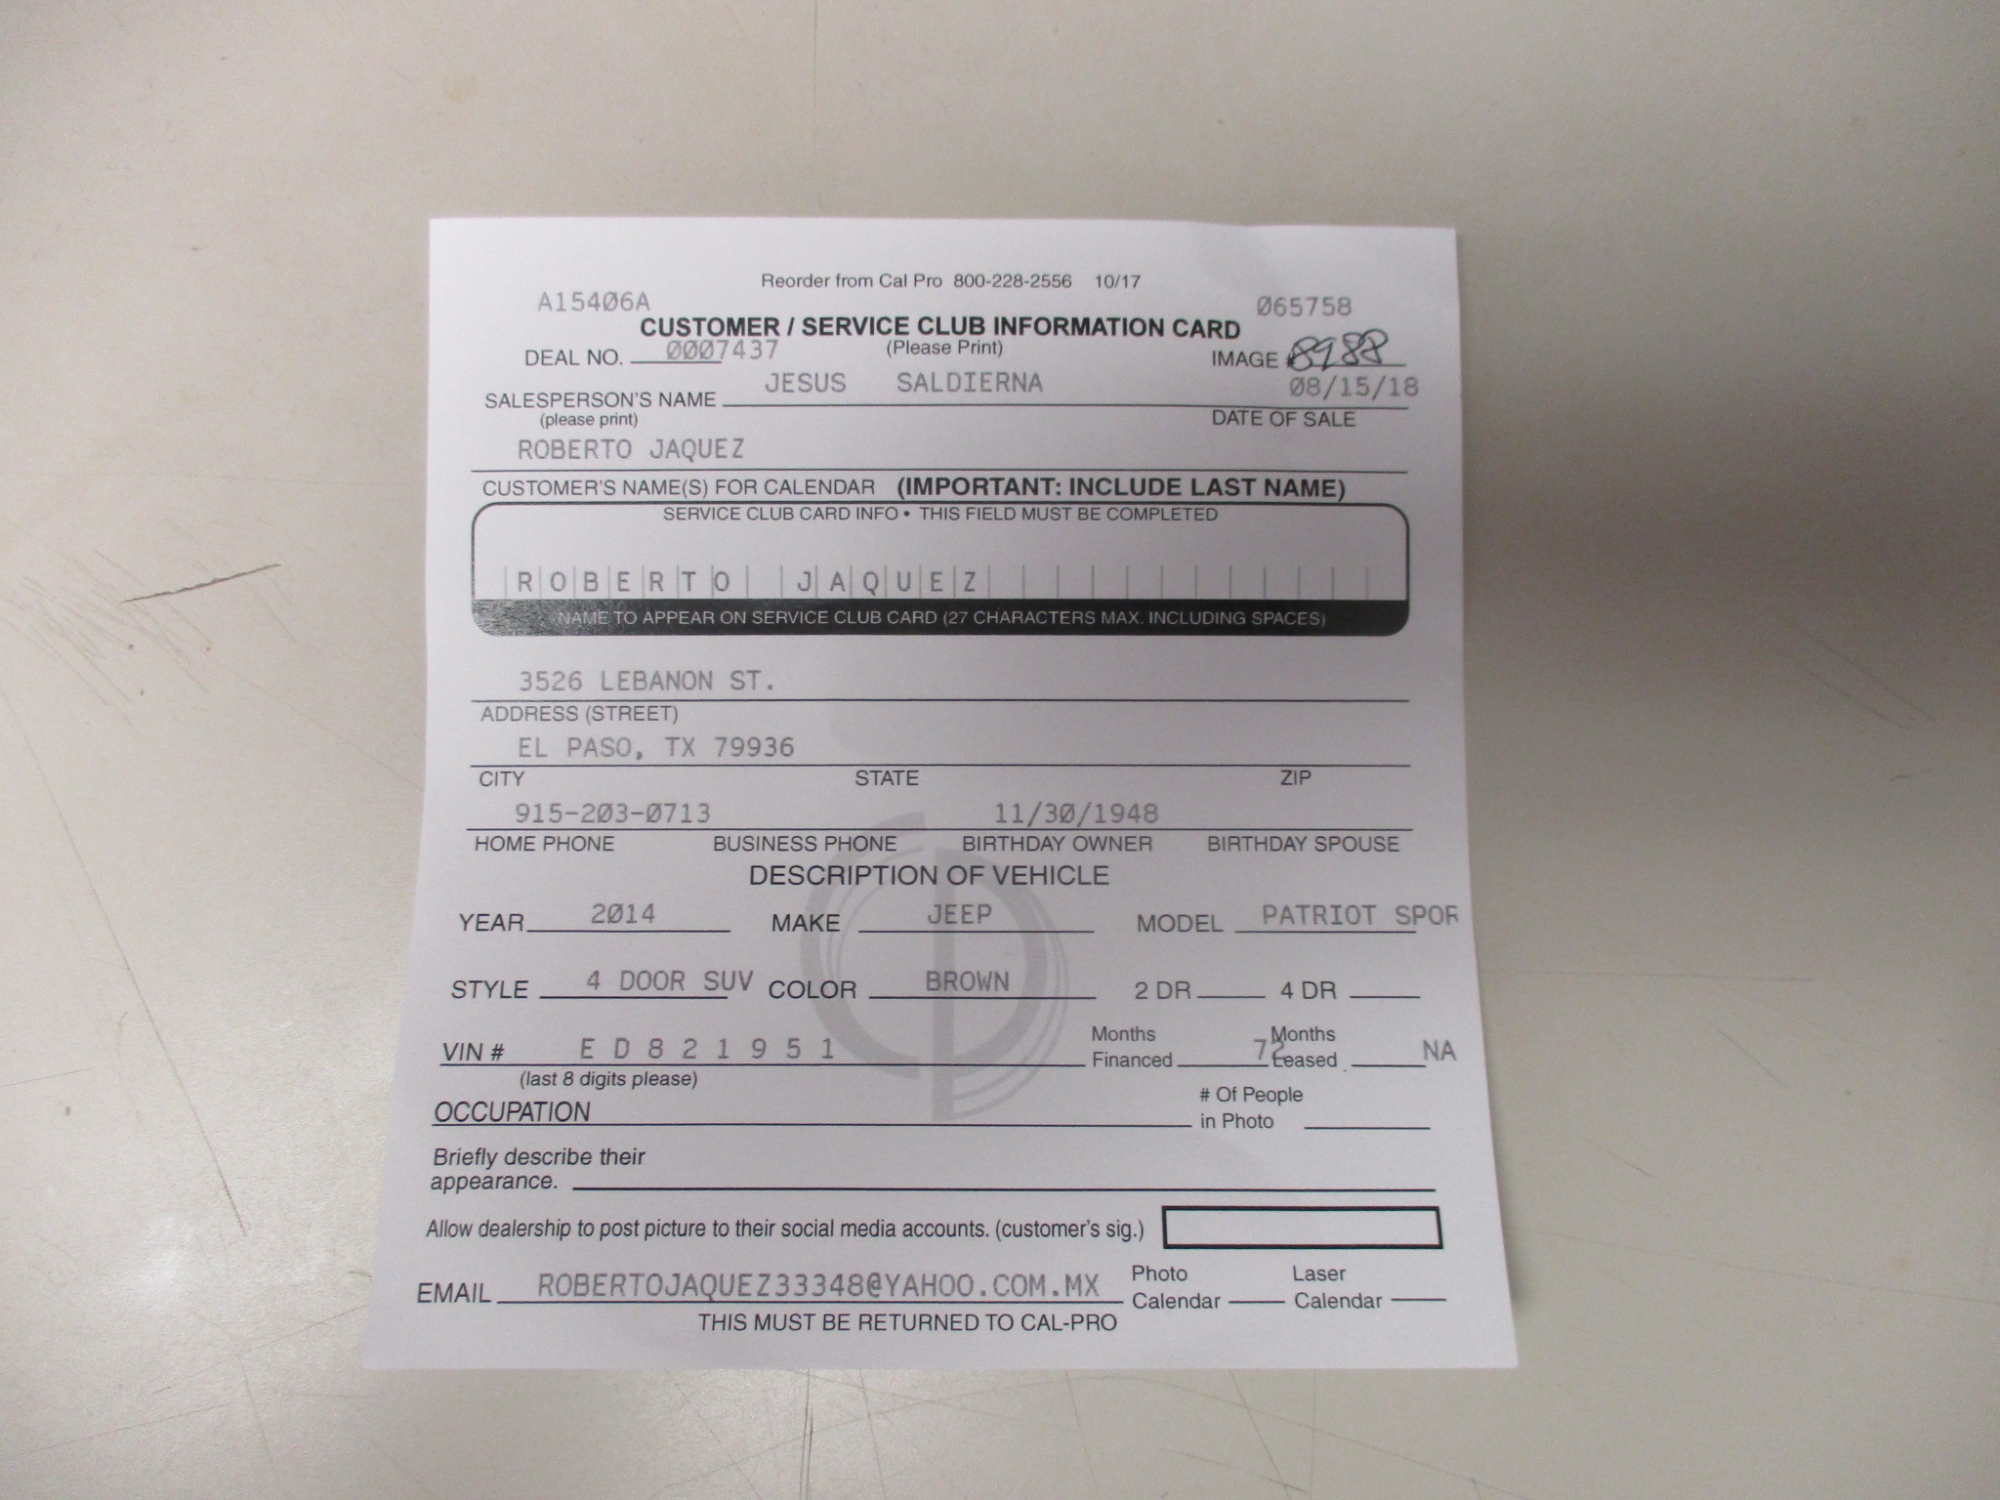 Reorder from Cal Pro 800-228-2556 10/17
A15406A 065758
CUSTOMER / SERVICE CLUB INFORMATION CARD
DEAL NO. 0007437 (Please Print) IMAGE # 8988
JESUS SALDIERNA 08/15/18
SALESPERSON'S NAME
(please print) DATE OF SALE
ROBERTO JAQUEZ
CUSTOMER'S NAME(S) FOR CALENDAR (IMPORTANT: INCLUDE LAST NAME)
SERVICE CLUB CARD INFO • THIS FIELD MUST BE COMPLETED
ROBERTO JAQUEZ
NAME TO APPEAR ON SERVICE CLUB CARD (27 CHARACTERS MAX. INCLUDING SPACES)
3526 LEBANON ST.
ADDRESS (STREET)
EL PASO, TX 79936
CITY STATE ZIP
915-203-0713 11/30/1948
HOME PHONE BUSINESS PHONE BIRTHDAY OWNER BIRTHDAY SPOUSE
DESCRIPTION OF VEHICLE
YEAR 2014 MAKE JEEP MODEL PATRIOT SPOR
STYLE 4 DOOR SUV COLOR BROWN 2 DR 4 DR
VIN # E D 8 2 1 9 5 1 Months Financed 72 Months Leased NA
(last 8 digits please)
OCCUPATION # Of People in Photo
Briefly describe their
appearance.
Allow dealership to post picture to their social media accounts. (customer's sig.)
EMAIL ROBERTOJAQUEZ33348@YAHOO.COM.MX Photo Calendar Laser Calendar
THIS MUST BE RETURNED TO CAL-PRO